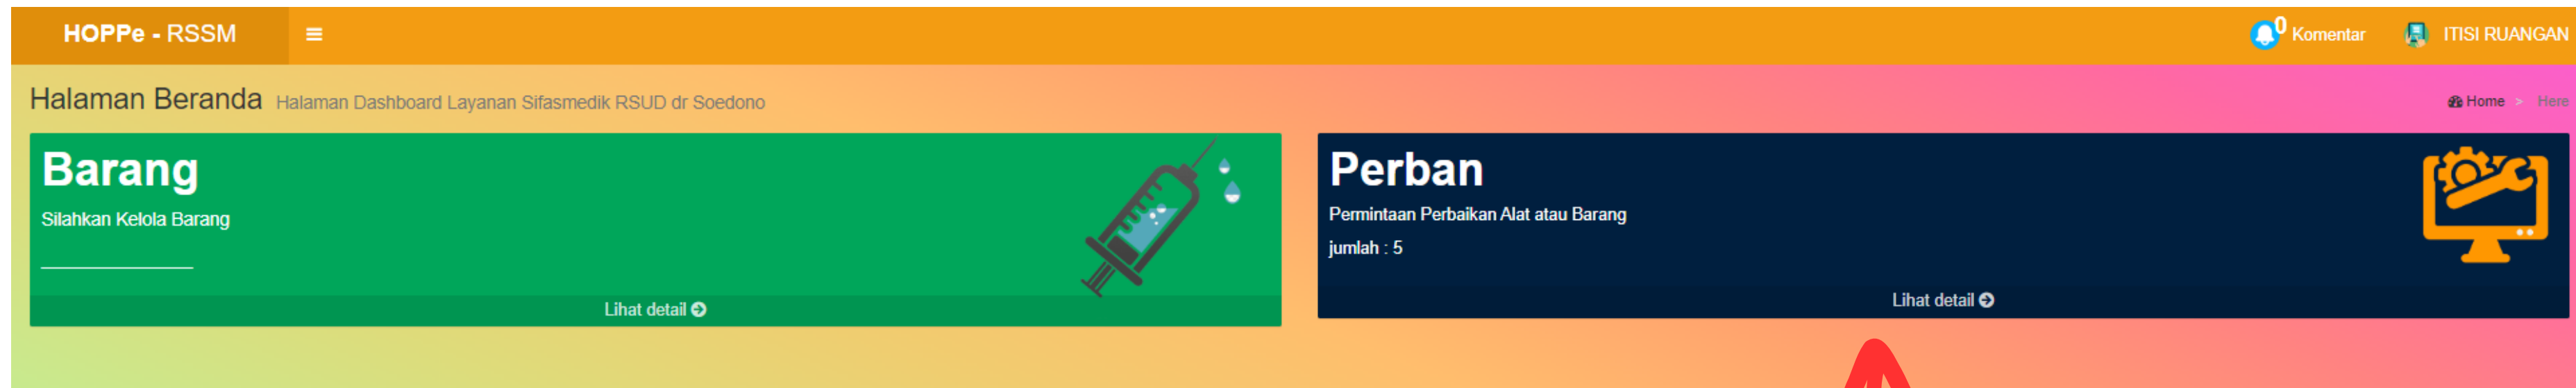 HOPPe - RSSM
0 Komentar
ITISI RUANGAN
Halaman Beranda Halaman Dashboard Layanan Sifasmedik RSUD dr Soedono
Home > Here
Barang
Silahkan Kelola Barang
Lihat detail
Perban
Permintaan Perbaikan Alat atau Barang
jumlah : 5
Lihat detail